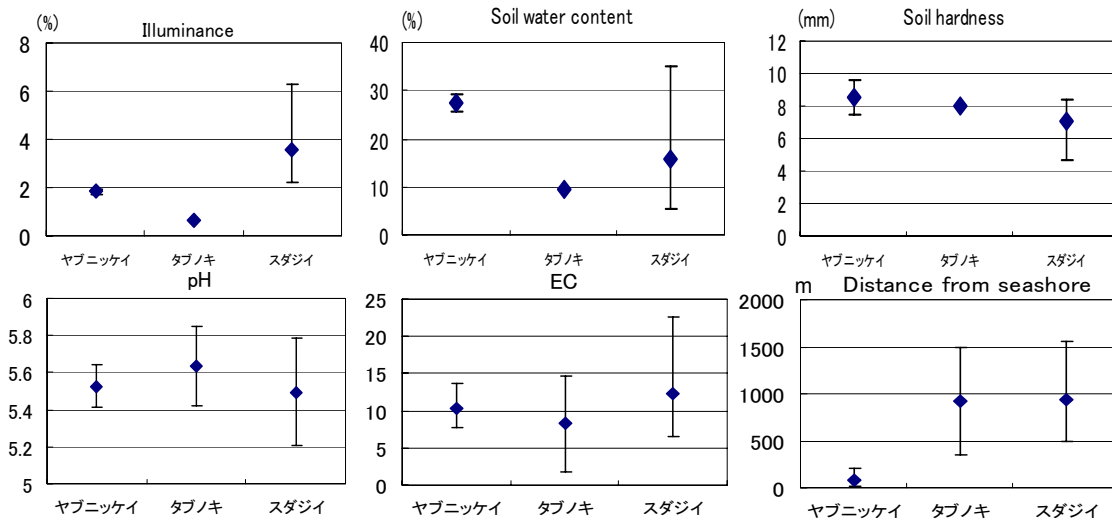 (%)
Illuminance
8
6
4
2
0
ヤブニッケイ タブノキ スダジイ
(%)
Soil water content
40
30
20
10
0
ヤブニッケイ タブノキ スダジイ
(mm)
Soil hardness
12
10
8
6
4
2
0
ヤブニッケイ タブノキ スダジイ
pH
6
5.8
5.6
5.4
5.2
5
ヤブニッケイ タブノキ スダジイ
EC
25
20
15
10
5
0
ヤブニッケイ タブノキ スダジイ
m Distance from seashore
2000
1500
1000
500
0
ヤブニッケイ タブノキ スダジイ